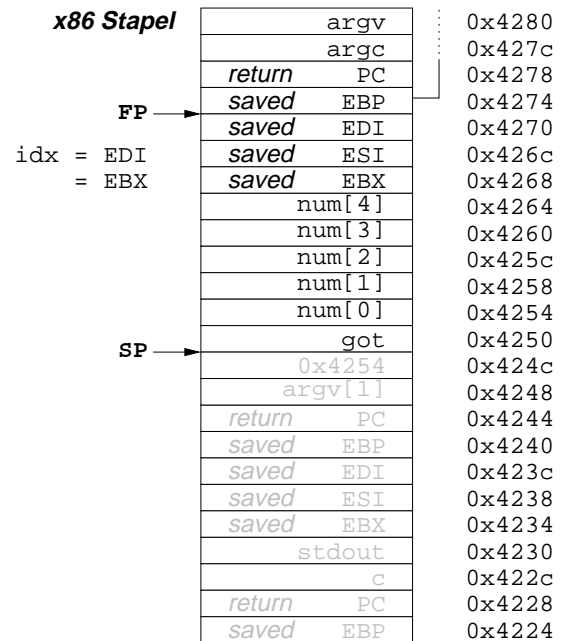 x86 Stapel argv 0x4280
argc 0x427c
return PC 0x4278
saved EBP 0x4274
FP
saved EDI 0x4270
idx = EDI saved ESI 0x426c
= EBX saved EBX 0x4268
num[4] 0x4264
num[3] 0x4260
num[2] 0x425c
num[1] 0x4258
num[0] 0x4254
got 0x4250
SP
0x4254 0x424c
argv[1] 0x4248
return PC 0x4244
saved EBP 0x4240
saved EDI 0x423c
saved ESI 0x4238
saved EBX 0x4234
stdout 0x4230
c 0x422c
return PC 0x4228
saved EBP 0x4224